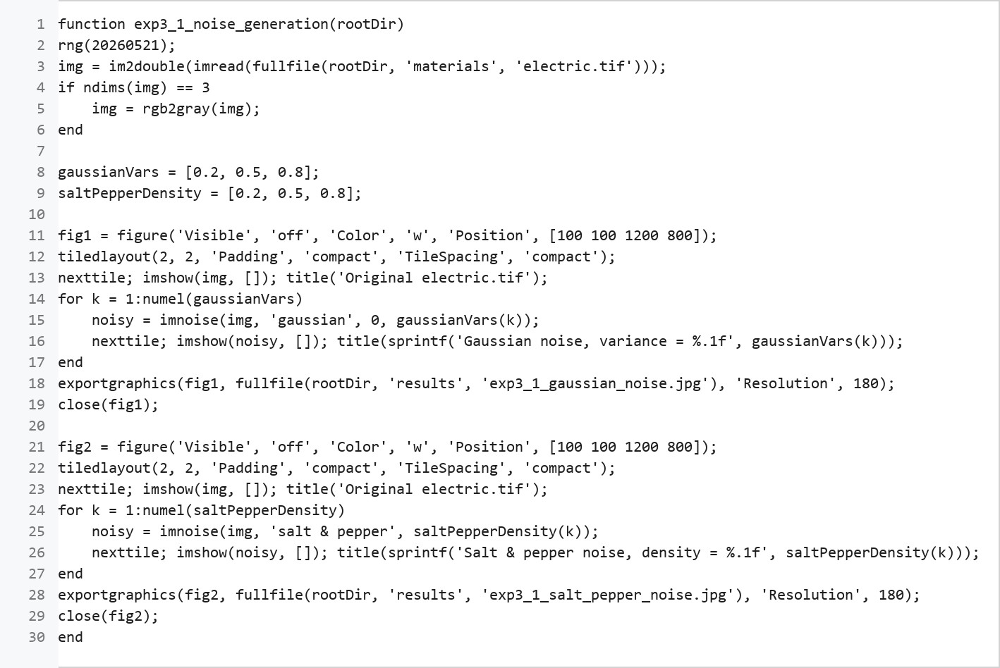 1 function exp3_1_noise_generation(rootDir)
2 rng(20260521);
3 img = im2double(imread(fullfile(rootDir, 'materials', 'electric.tif')));
4 if ndims(img) == 3
5     img = rgb2gray(img);
6 end
7
8 gaussianVars = [0.2, 0.5, 0.8];
9 saltPepperDensity = [0.2, 0.5, 0.8];
10
11 fig1 = figure('Visible', 'off', 'Color', 'w', 'Position', [100 100 1200 800]);
12 tiledlayout(2, 2, 'Padding', 'compact', 'TileSpacing', 'compact');
13 nexttile; imshow(img, []); title('Original electric.tif');
14 for k = 1:numel(gaussianVars)
15     noisy = imnoise(img, 'gaussian', 0, gaussianVars(k));
16     nexttile; imshow(noisy, []); title(sprintf('Gaussian noise, variance = %.1f', gaussianVars(k)));
17 end
18 exportgraphics(fig1, fullfile(rootDir, 'results', 'exp3_1_gaussian_noise.jpg'), 'Resolution', 180);
19 close(fig1);
20
21 fig2 = figure('Visible', 'off', 'Color', 'w', 'Position', [100 100 1200 800]);
22 tiledlayout(2, 2, 'Padding', 'compact', 'TileSpacing', 'compact');
23 nexttile; imshow(img, []); title('Original electric.tif');
24 for k = 1:numel(saltPepperDensity)
25     noisy = imnoise(img, 'salt & pepper', saltPepperDensity(k));
26     nexttile; imshow(noisy, []); title(sprintf('Salt & pepper noise, density = %.1f', saltPepperDensity(k)));
27 end
28 exportgraphics(fig2, fullfile(rootDir, 'results', 'exp3_1_salt_pepper_noise.jpg'), 'Resolution', 180);
29 close(fig2);
30 end